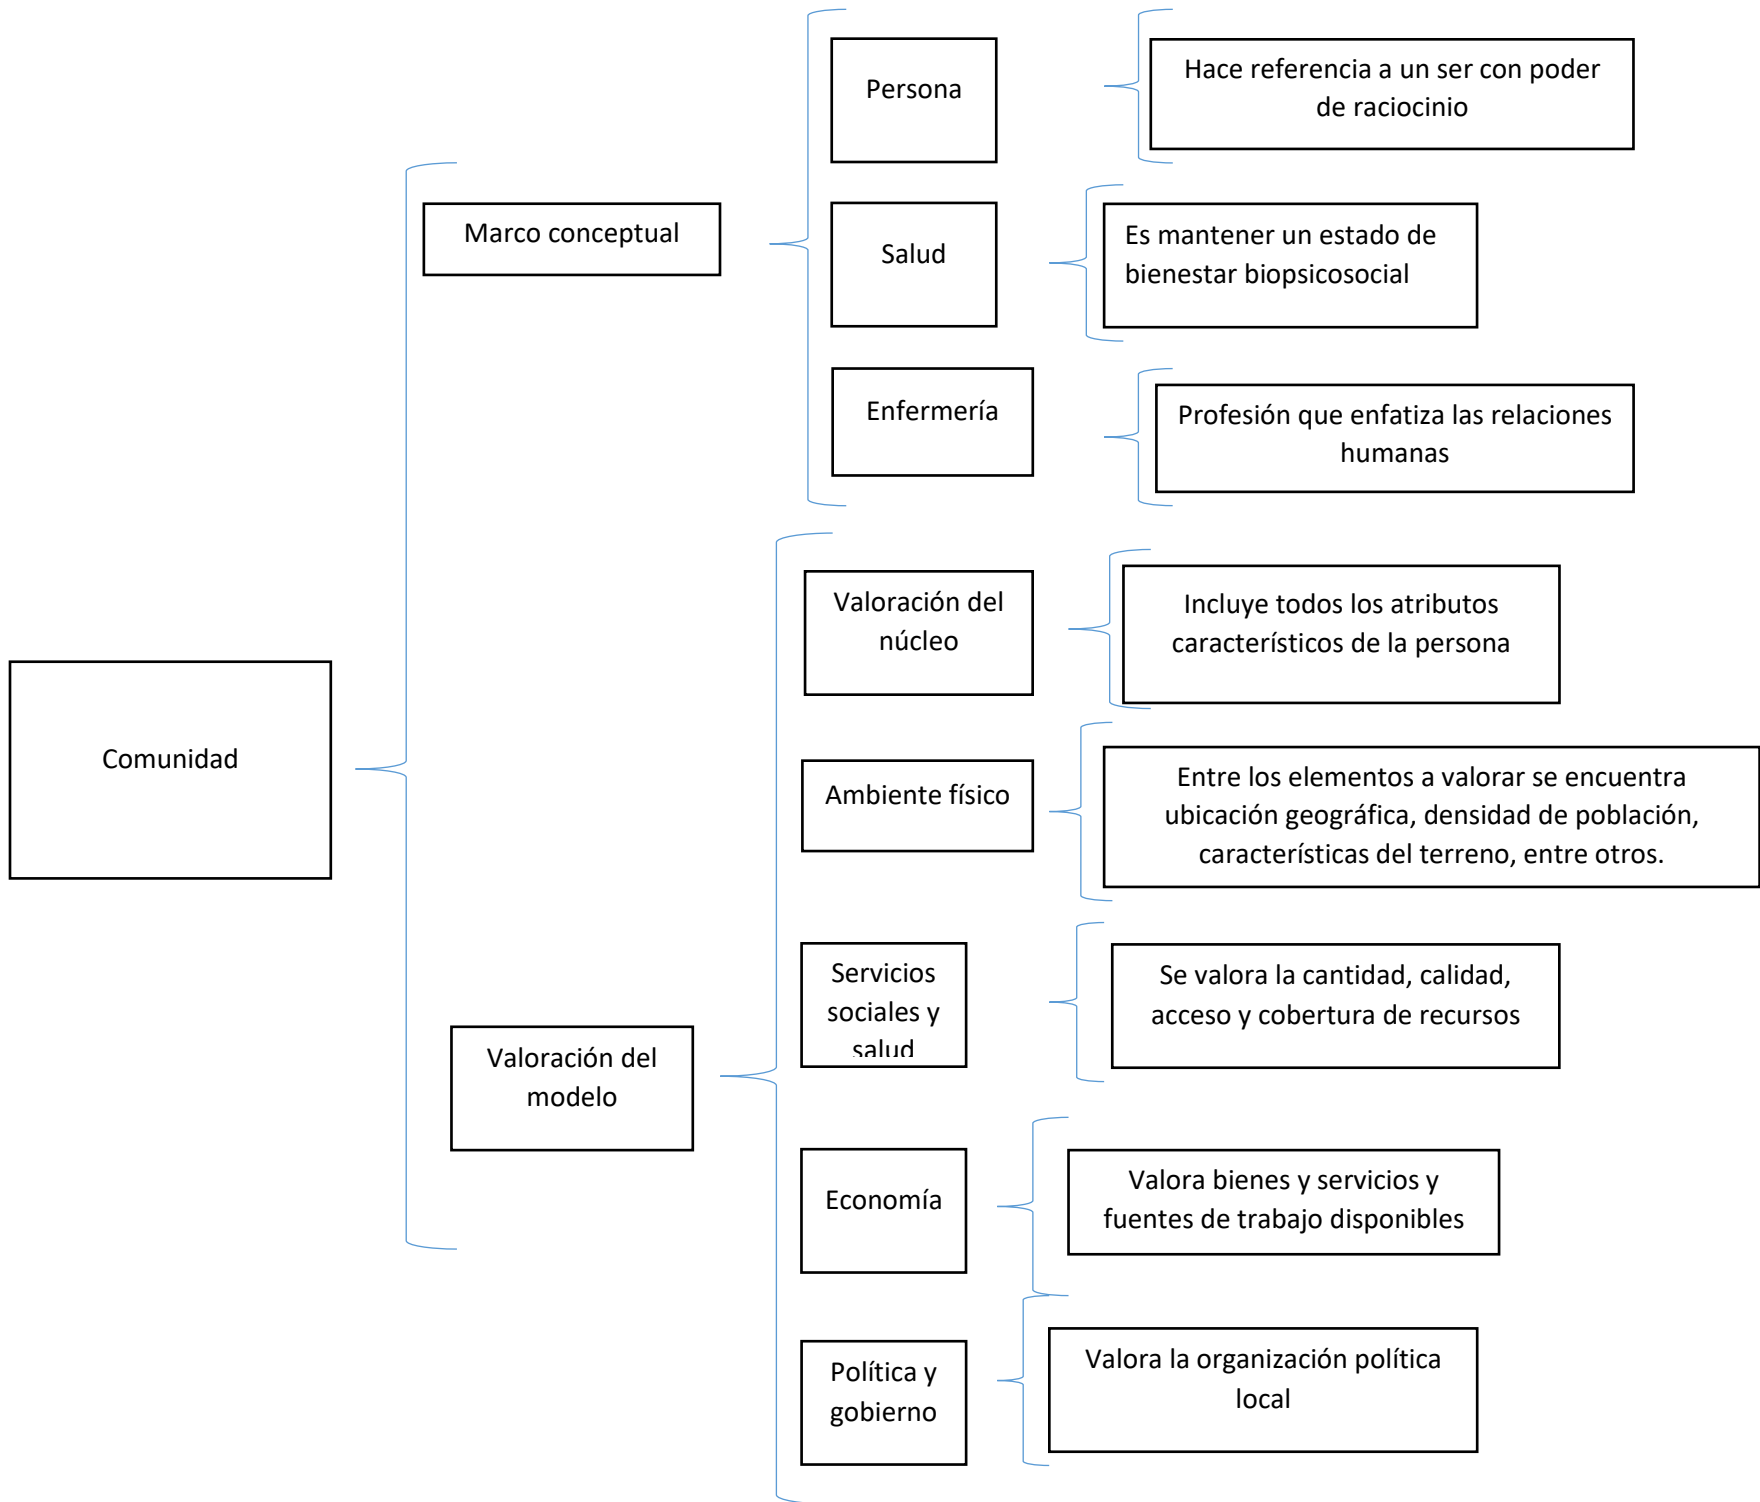 Comunidad
Marco conceptual
Persona
Hace referencia a un ser con poder
de raciocinio
Salud
Es mantener un estado de
bienestar biopsicosocial
Enfermería
Profesión que enfatiza las relaciones
humanas
Valoración del
modelo
Valoración del
núcleo
Incluye todos los atributos
característicos de la persona
Ambiente físico
Entre los elementos a valorar se encuentra
ubicación geográfica, densidad de población,
características del terreno, entre otros.
Servicios
sociales y
salud
Se valora la cantidad, calidad,
acceso y cobertura de recursos
Economía
Valora bienes y servicios y
fuentes de trabajo disponibles
Política y
gobierno
Valora la organización política
local